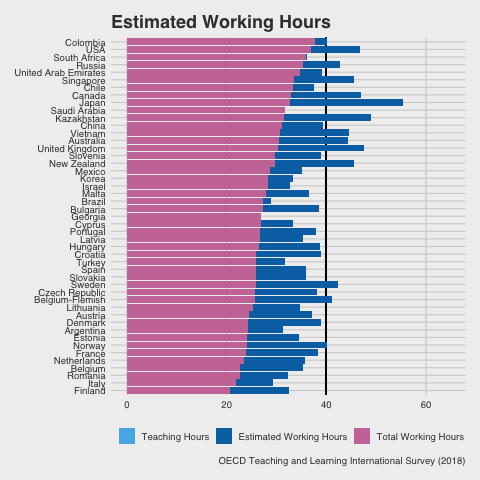 Estimated Working Hours
Colombia
USA
South Africa
Russia
United Arab Emirates
Singapore
Chile
Canada
Japan
Saudi Arabia
Kazakhstan
China
Vietnam
Australia
United Kingdom
Slovenia
New Zealand
Mexico
Korea
Israel
Malta
Brazil
Bulgaria
Georgia
Cyprus
Portugal
Latvia
Hungary
Croatia
Turkey
Spain
Slovakia
Sweden
Czech Republic
Belgium-Flemish
Lithuania
Austria
Denmark
Argentina
Estonia
Norway
France
Netherlands
Belgium
Romania
Italy
Finland
0 20 40 60
Teaching Hours Estimated Working Hours Total Working Hours
OECD Teaching and Learning International Survey (2018)